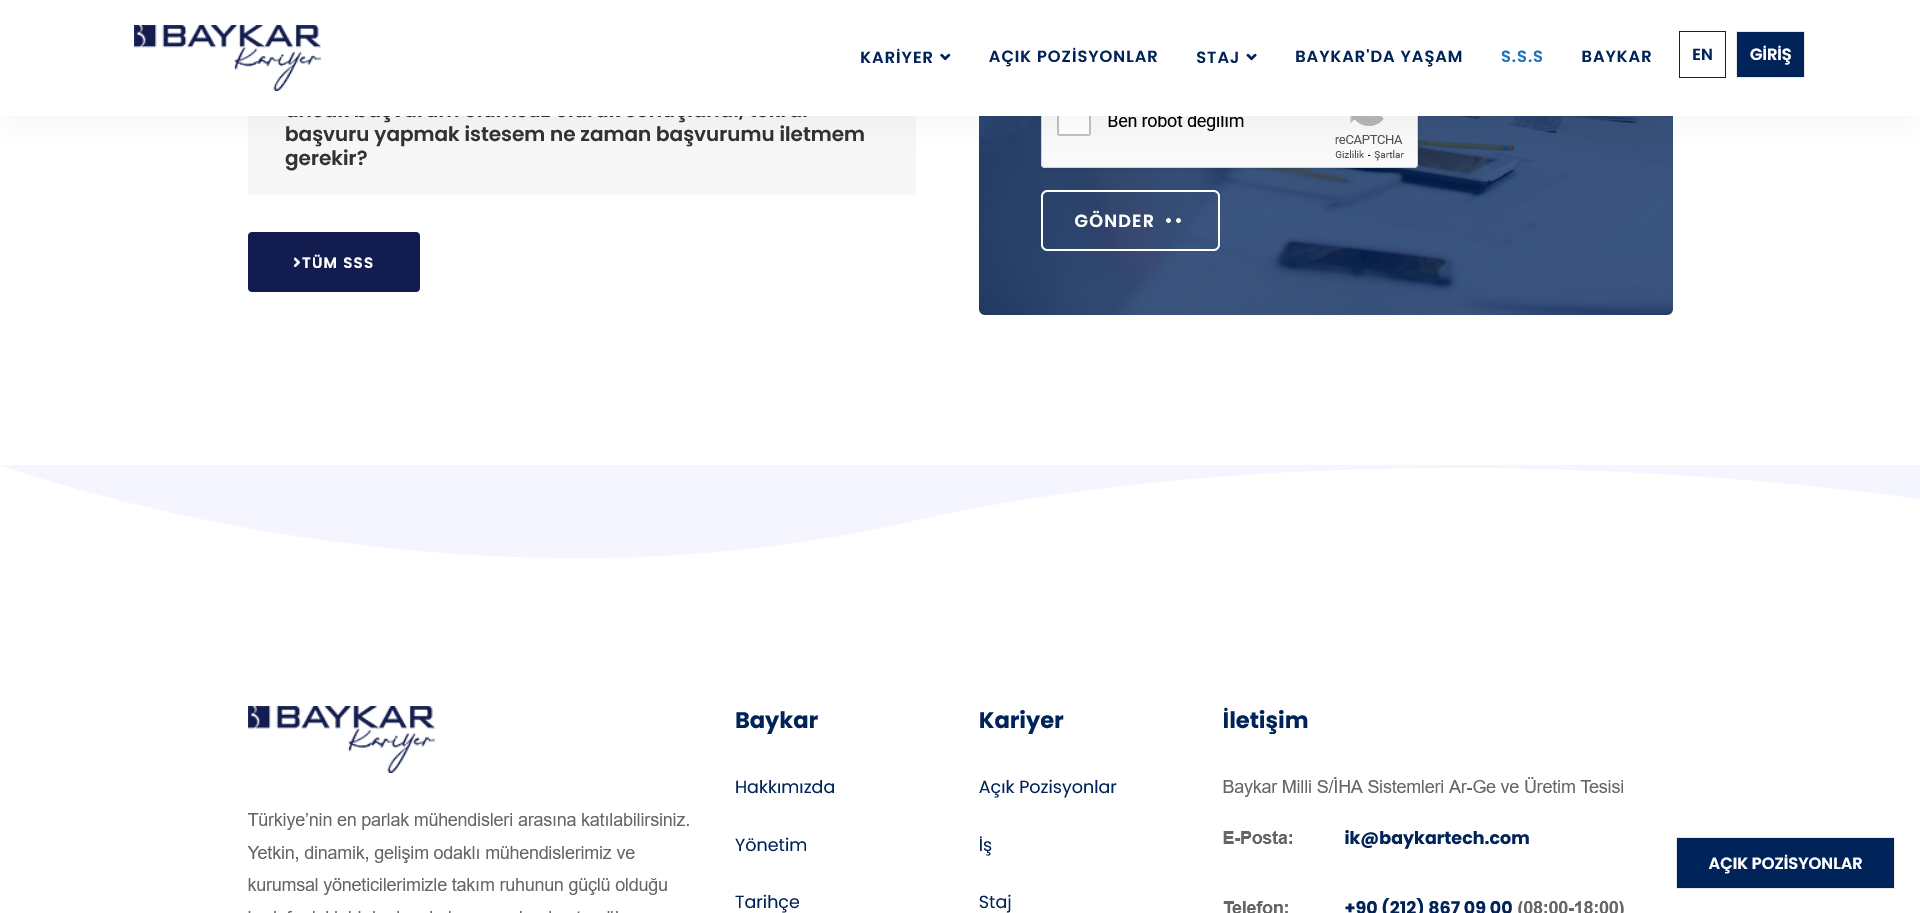 BAYKAR
Kariyer
KARİYER
AÇIK POZİSYONLAR
STAJ
BAYKAR'DA YAŞAM
S.S.S
BAYKAR
EN
GİRİŞ
başvuru yapmak istesem ne zaman başvurumu iletmem
gerekir?
TÜM SSS
Ben robot değilim
reCAPTCHA
Gizlilik - Şartlar
GÖNDER
BAYKAR
Kariyer
Türkiye’nin en parlak mühendisleri arasına katılabilirsiniz.
Yetkin, dinamik, gelişim odaklı mühendislerimiz ve
kurumsal yöneticilerimizle takım ruhunun güçlü olduğu
Baykar
Hakkımızda
Yönetim
Tarihçe
Kariyer
Açık Pozisyonlar
İş
Staj
İletişim
Baykar Milli S/İHA Sistemleri Ar-Ge ve Üretim Tesisi
E-Posta: ik@baykartech.com
Telefon: +90 (212) 867 09 00 (08:00-18:00)
AÇIK POZİSYONLAR